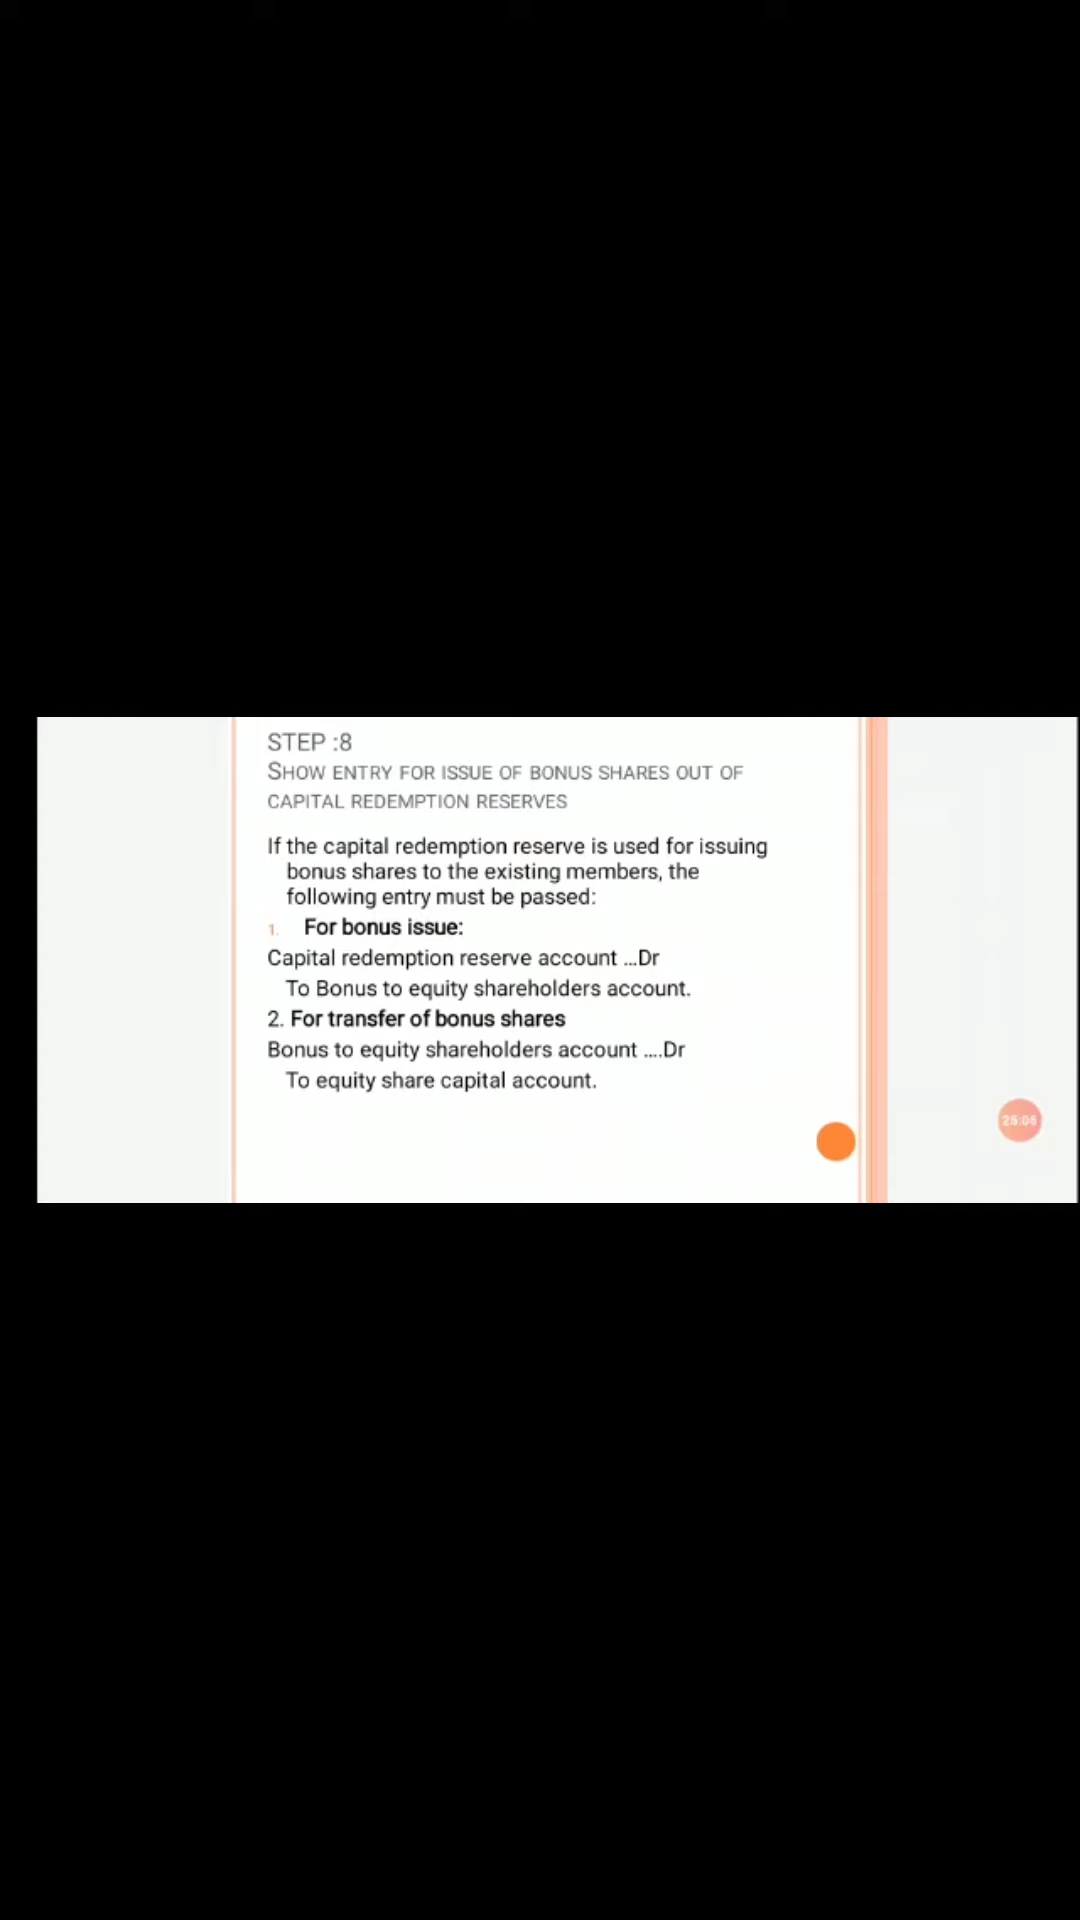 STEP :8
SHOW ENTRY FOR ISSUE OF BONUS SHARES OUT OF
CAPITAL REDEMPTION RESERVES
If the capital redemption reserve is used for issuing
bonus shares to the existing members, the
following entry must be passed:
1. For bonus issue:
Capital redemption reserve account ...Dr
To Bonus to equity shareholders account.
2. For transfer of bonus shares
Bonus to equity shareholders account ....Dr
To equity share capital account.